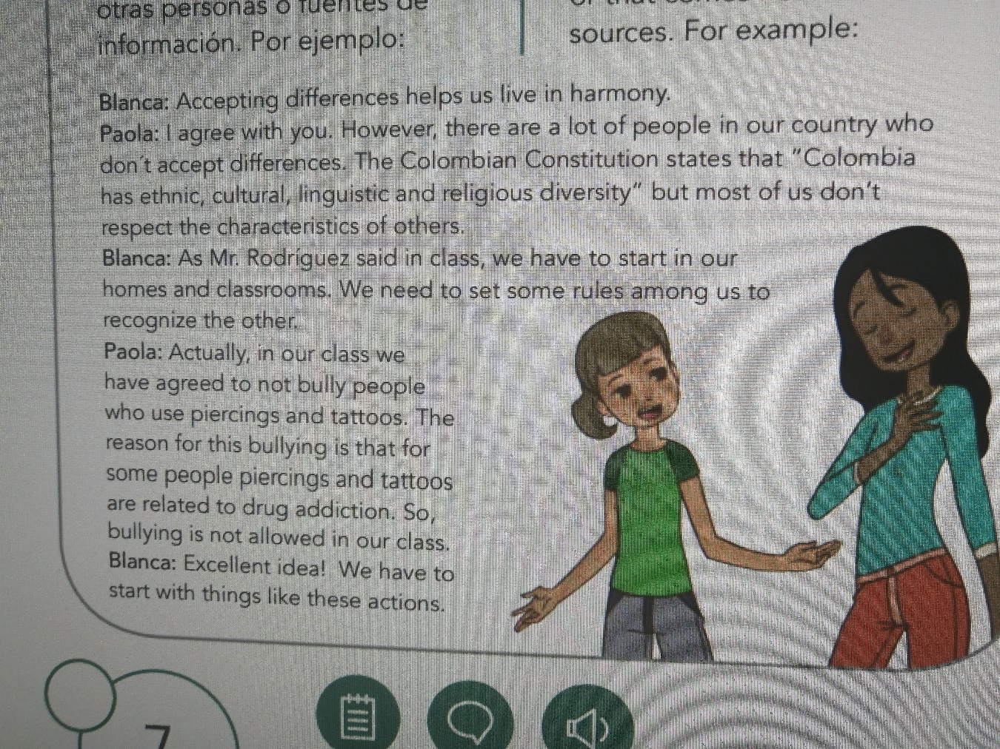 otras personas o fuentes de
información. Por ejemplo:
sources. For example:
Blanca: Accepting differences helps us live in harmony.
Paola: I agree with you. However, there are a lot of people in our country who
don't accept differences. The Colombian Constitution states that "Colombia
has ethnic, cultural, linguistic and religious diversity" but most of us don't
respect the characteristics of others.
Blanca: As Mr. Rodriguez said in class, we have to start in our
homes and classrooms. We need to set some rules among us to
recognize the other.
Paola: Actually, in our class we
have agreed to not bully people
who use piercings and tattoos. The
reason for this bullying is that for
some people piercings and tattoos
are related to drug addiction. So,
bullying is not allowed in our class.
Blanca: Excellent idea! We have to
start with things like these actions.
7